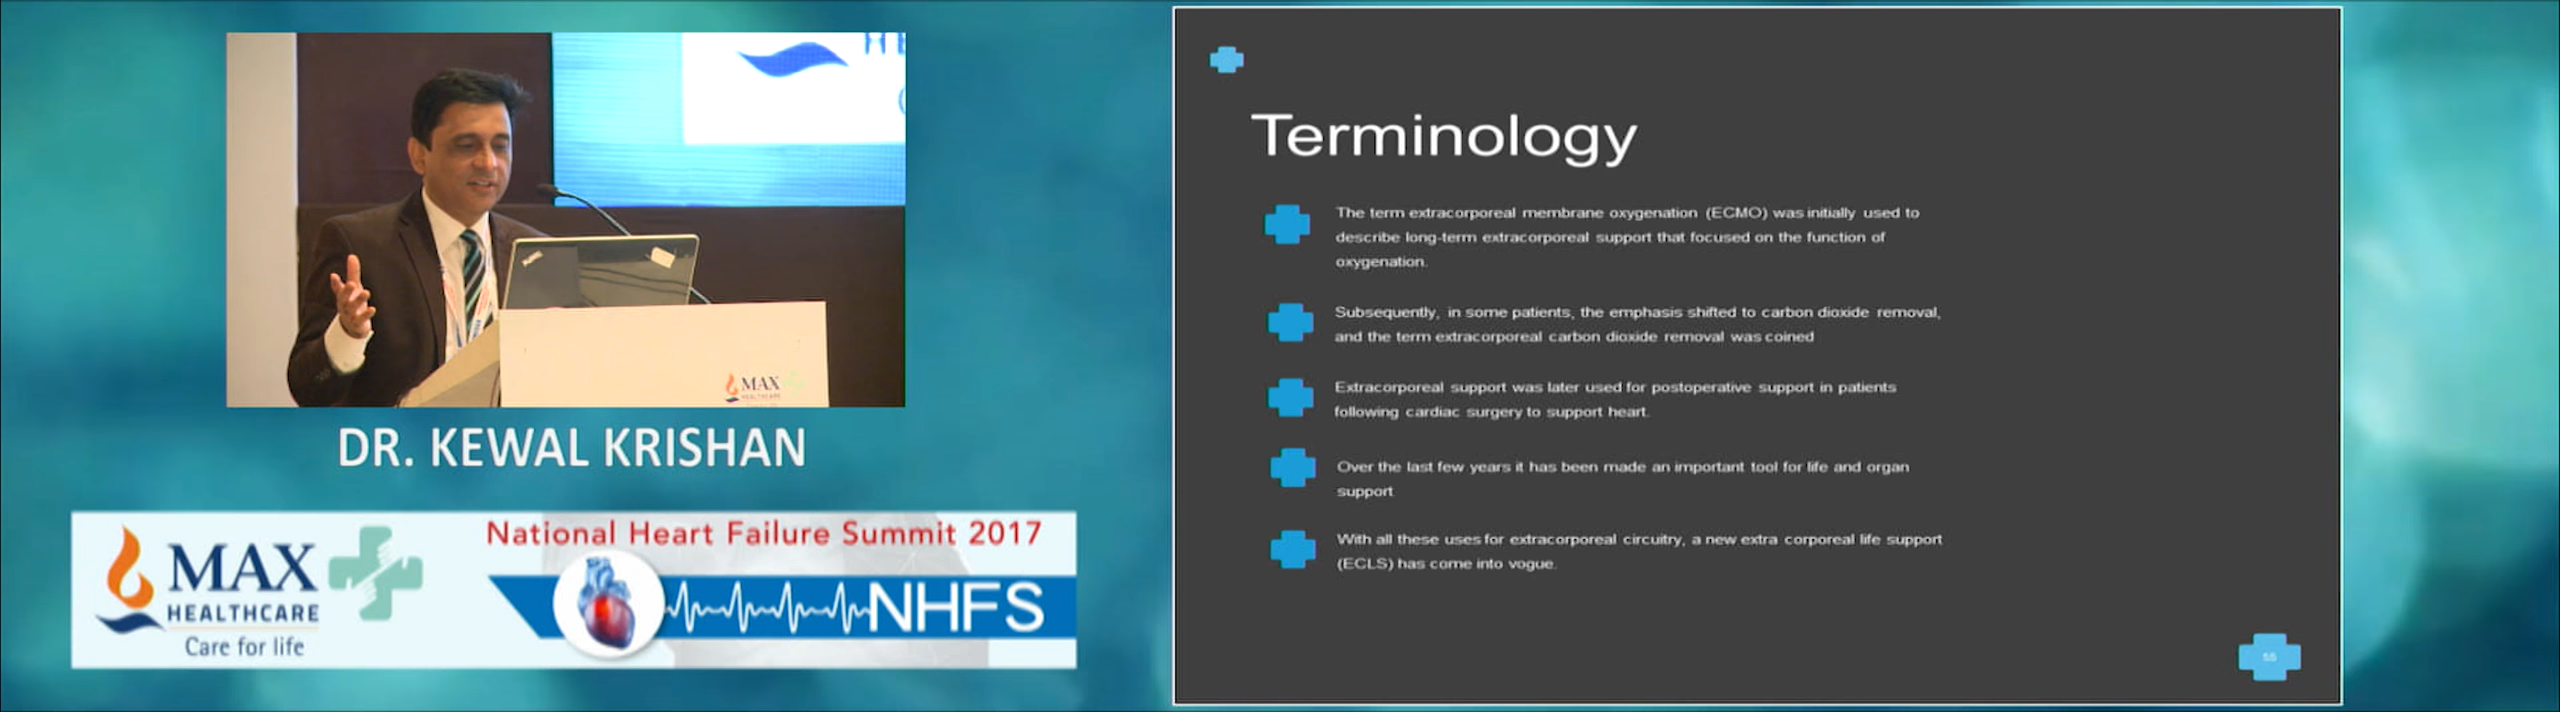 MAX
HEALTHCARE
DR. KEWAL KRISHAN
MAX
HEALTHCARE
Care for life
National Heart Failure Summit 2017
NHFS
Terminology
The term extracorporeal membrane oxygenation (ECMO) was initially used to
describe long-term extracorporeal support that focused on the function of
oxygenation.
Subsequently, in some patients, the emphasis shifted to carbon dioxide removal,
and the term extracorporeal carbon dioxide removal was coined
Extracorporeal support was later used for postoperative support in patients
following cardiac surgery to support heart.
Over the last few years it has been made an important tool for life and organ
support
With all these uses for extracorporeal circuitry, a new extra corporeal life support
(ECLS) has come into vogue.